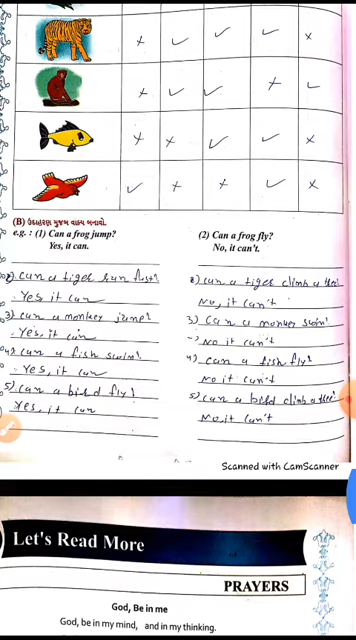 (B) ઉદાહરણ મુજબ વાક્ય બનાવો.
e.g. : (1) Can a frog jump?
Yes, it can.
(2) Can a frog fly?
No, it can't.
2) can a tiger run fast?
Yes it can
3) can a monkey jump?
Yes, it can
4) can a fish swim?
Yes, it can
5) can a bird fly?
Yes, it can
2) can a tiger climb a tree?
No, it can't
3) Can a monkey swim?
→ No it can't
4) can a fish fly?
No it can't
5) can a bird climb a tree?
No, it can't
Scanned with CamScanner
Let's Read More
PRAYERS
God, Be in me
God, be in my mind, and in my thinking.